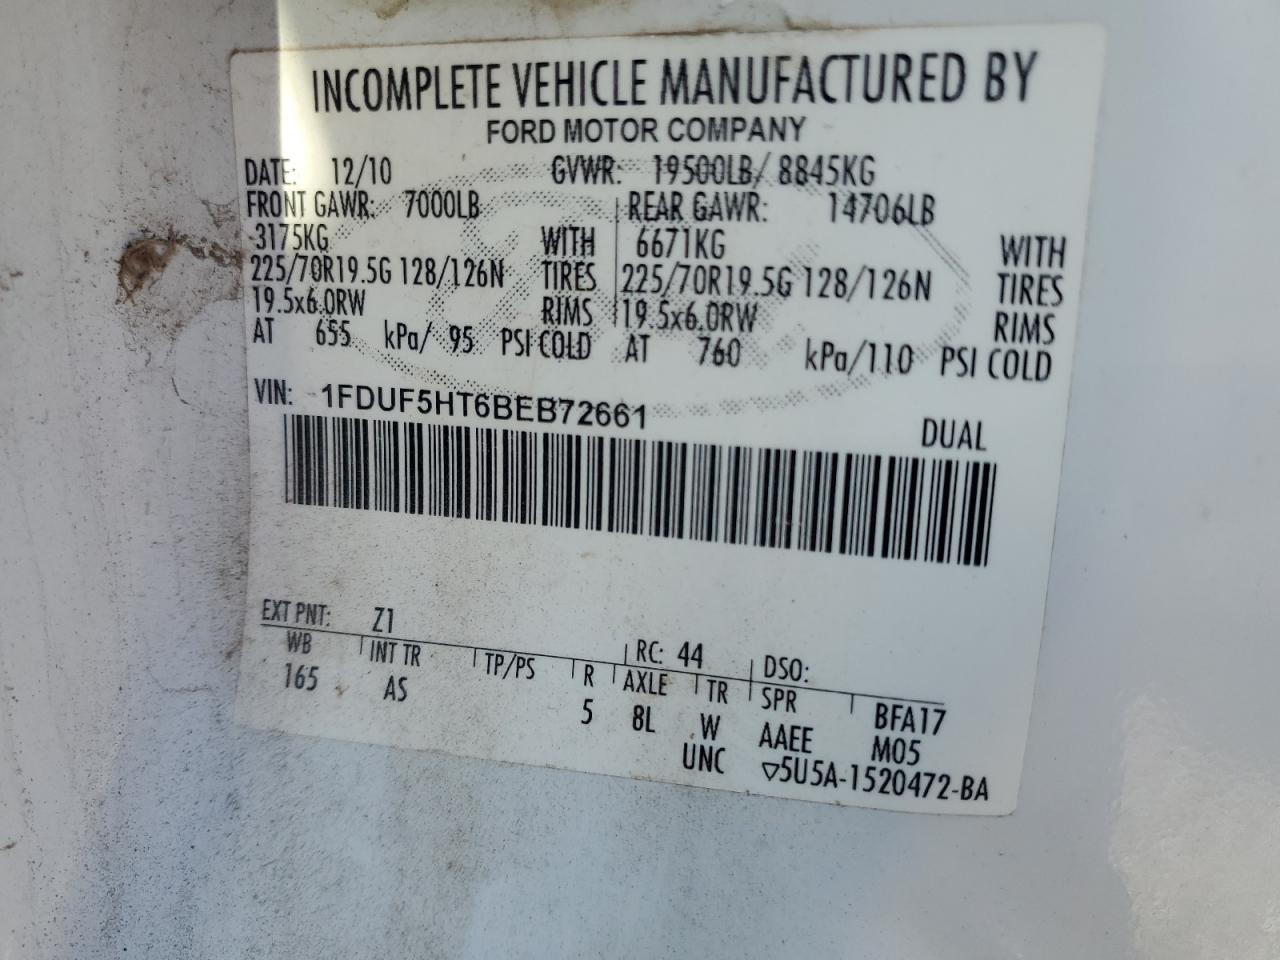 INCOMPLETE VEHICLE MANUFACTURED BY
FORD MOTOR COMPANY
DATE: 12/10 GVWR: 19500LB/ 8845KG
FRONT GAWR: 7000LB REAR GAWR: 14706LB
3175KG WITH 6671KG WITH
225/70R19.5G 128/126N TIRES 225/70R19.5G 128/126N TIRES
19.5x6.0RW RIMS 19.5x6.0RW RIMS
AT 655 kPa/ 95 PSI COLD AT 760 kPa/110 PSI COLD
VIN: 1FDUF5HT6BEB72661
DUAL
EXT PNT: Z1 RC: 44 DSO:
WB INT TR TP/PS R AXLE TR SPR BFA17
165 AS 5 8L W AAEE M05
UNC ▽5U5A-1520472-BA